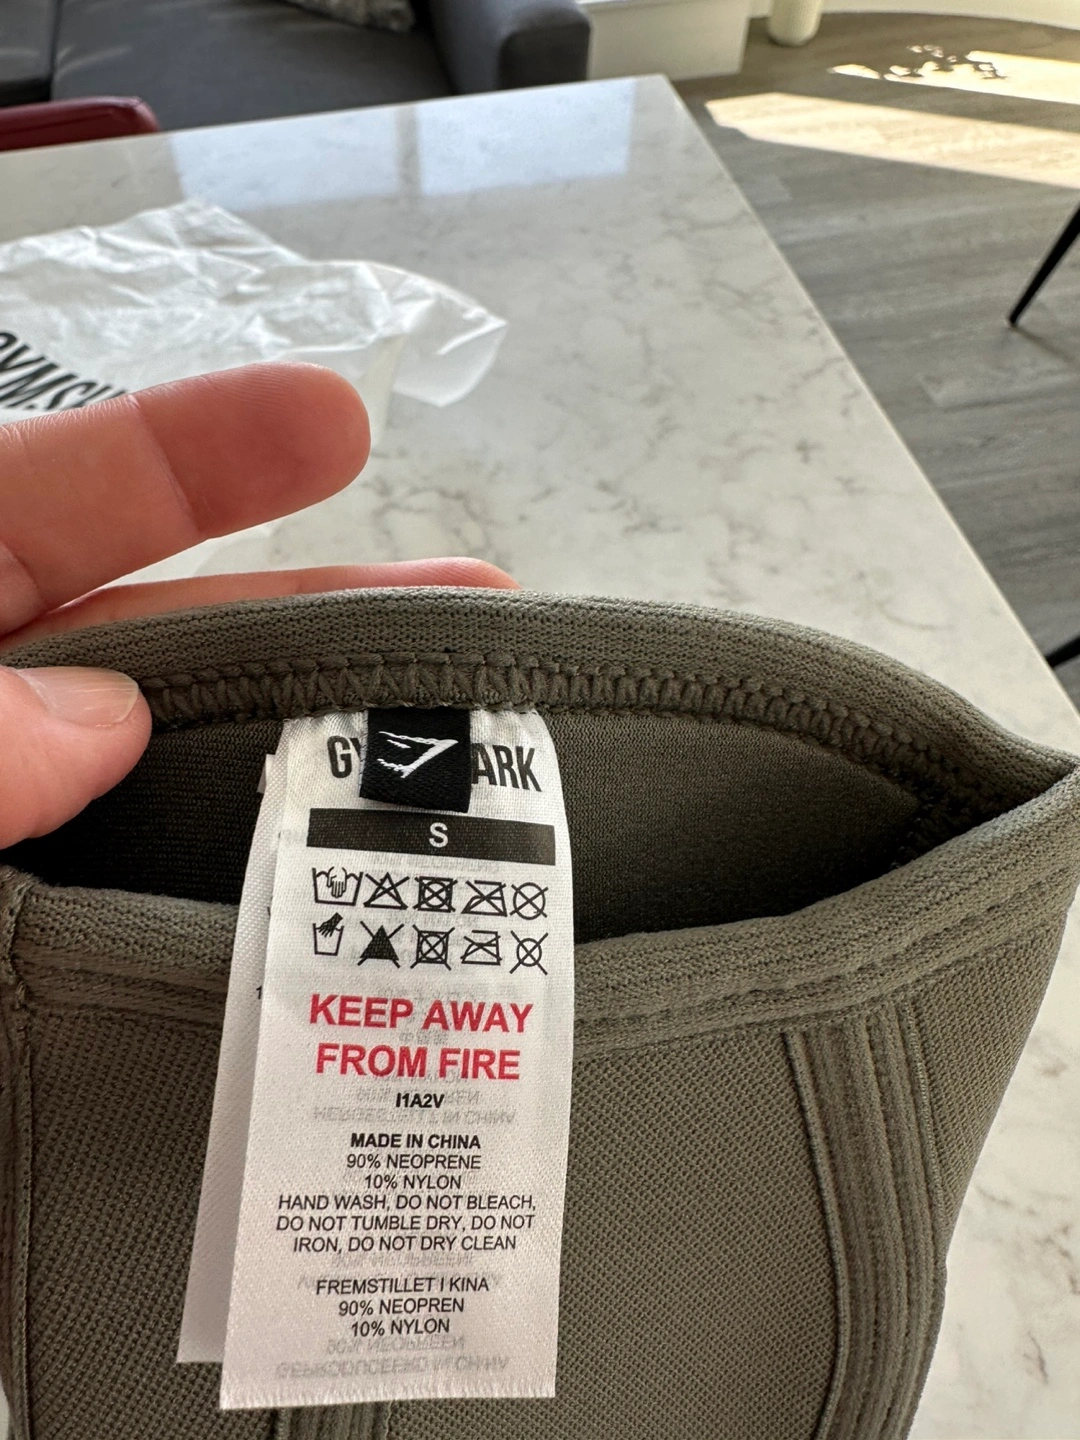 GYMSH
GY ARK
S
KEEP AWAY
FROM FIRE
I1A2V
MADE IN CHINA
90% NEOPRENE
10% NYLON
HAND WASH, DO NOT BLEACH,
DO NOT TUMBLE DRY, DO NOT
IRON, DO NOT DRY CLEAN
FREMSTILLET I KINA
90% NEOPREN
10% NYLON